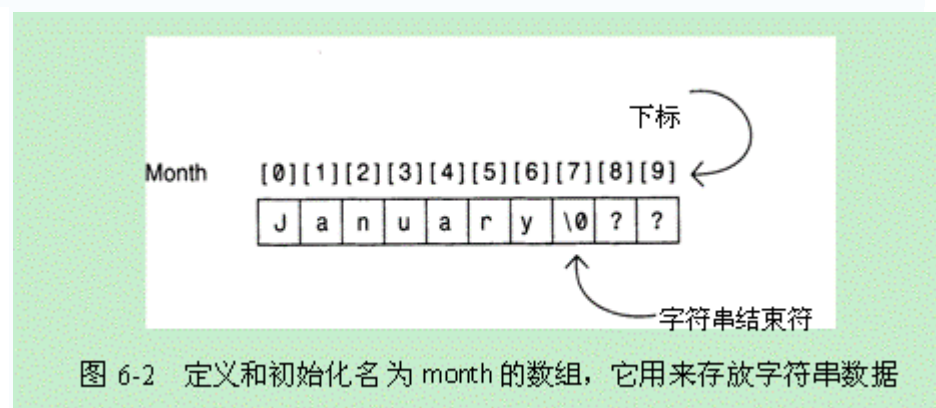 下标
Month [0][1][2][3][4][5][6][7][8][9]
J a n u a r y \0 ? ?
字符串结束符
图 6-2 定义和初始化名为 month 的数组，它用来存放字符串数据